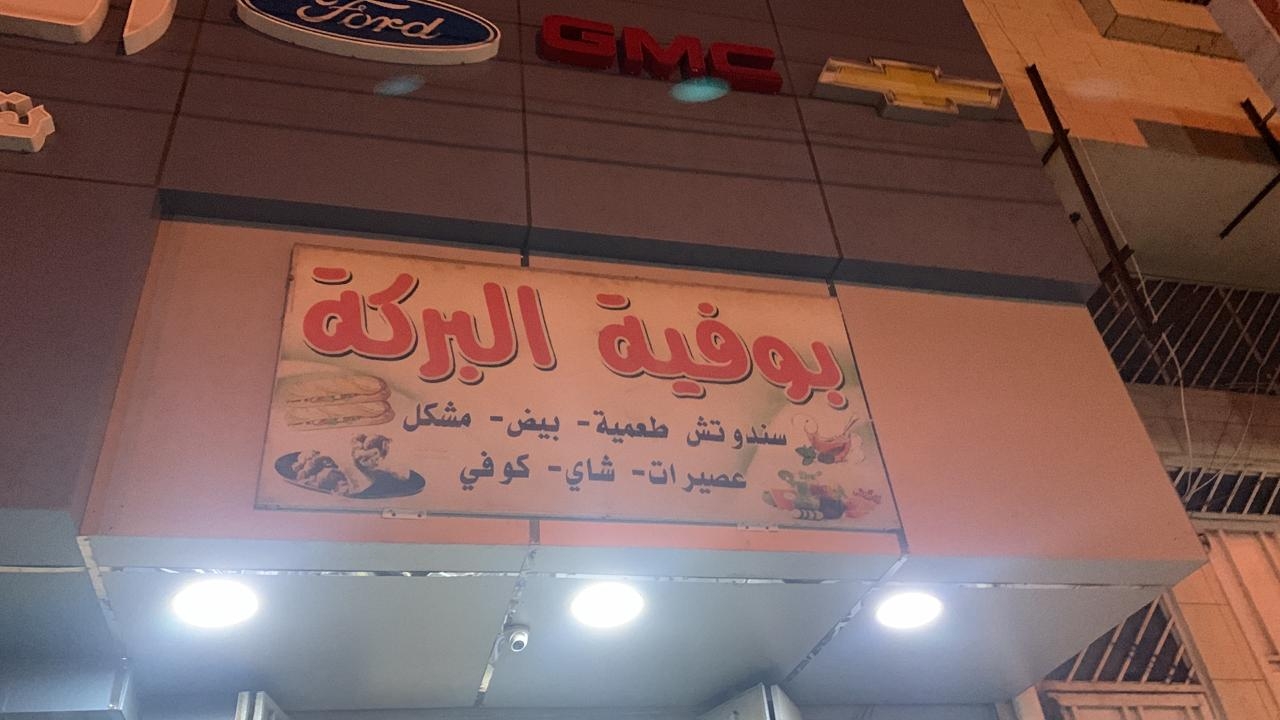 Ford
GMC
بوفية البركة
سندوتش طعمية - بيض - مشكل
عصيرات - شاي - كوفي